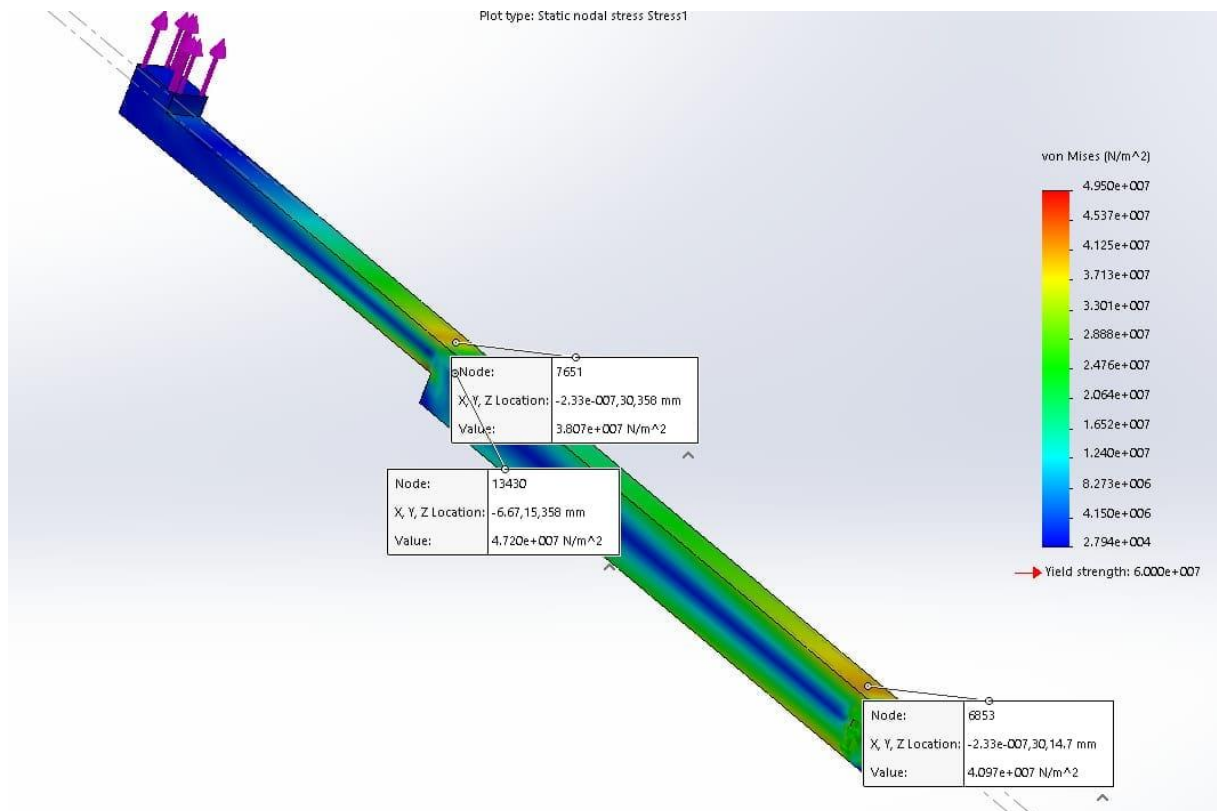 Plot type: Static nodal stress Stress1
von Mises (N/m^2)
4.950e+007
4.537e+007
4.125e+007
3.713e+007
3.301e+007
2.888e+007
2.476e+007
2.064e+007
1.652e+007
1.240e+007
8.273e+006
4.150e+006
2.794e+004
Yield strength: 6.000e+007
Node: 7651
X, Y, Z Location: -2.33e-007,30,358 mm
Value: 3.807e+007 N/m^2
Node: 13430
X, Y, Z Location: -6.67,15,358 mm
Value: 4.720e+007 N/m^2
Node: 6853
X, Y, Z Location: -2.33e-007,30,14.7 mm
Value: 4.097e+007 N/m^2